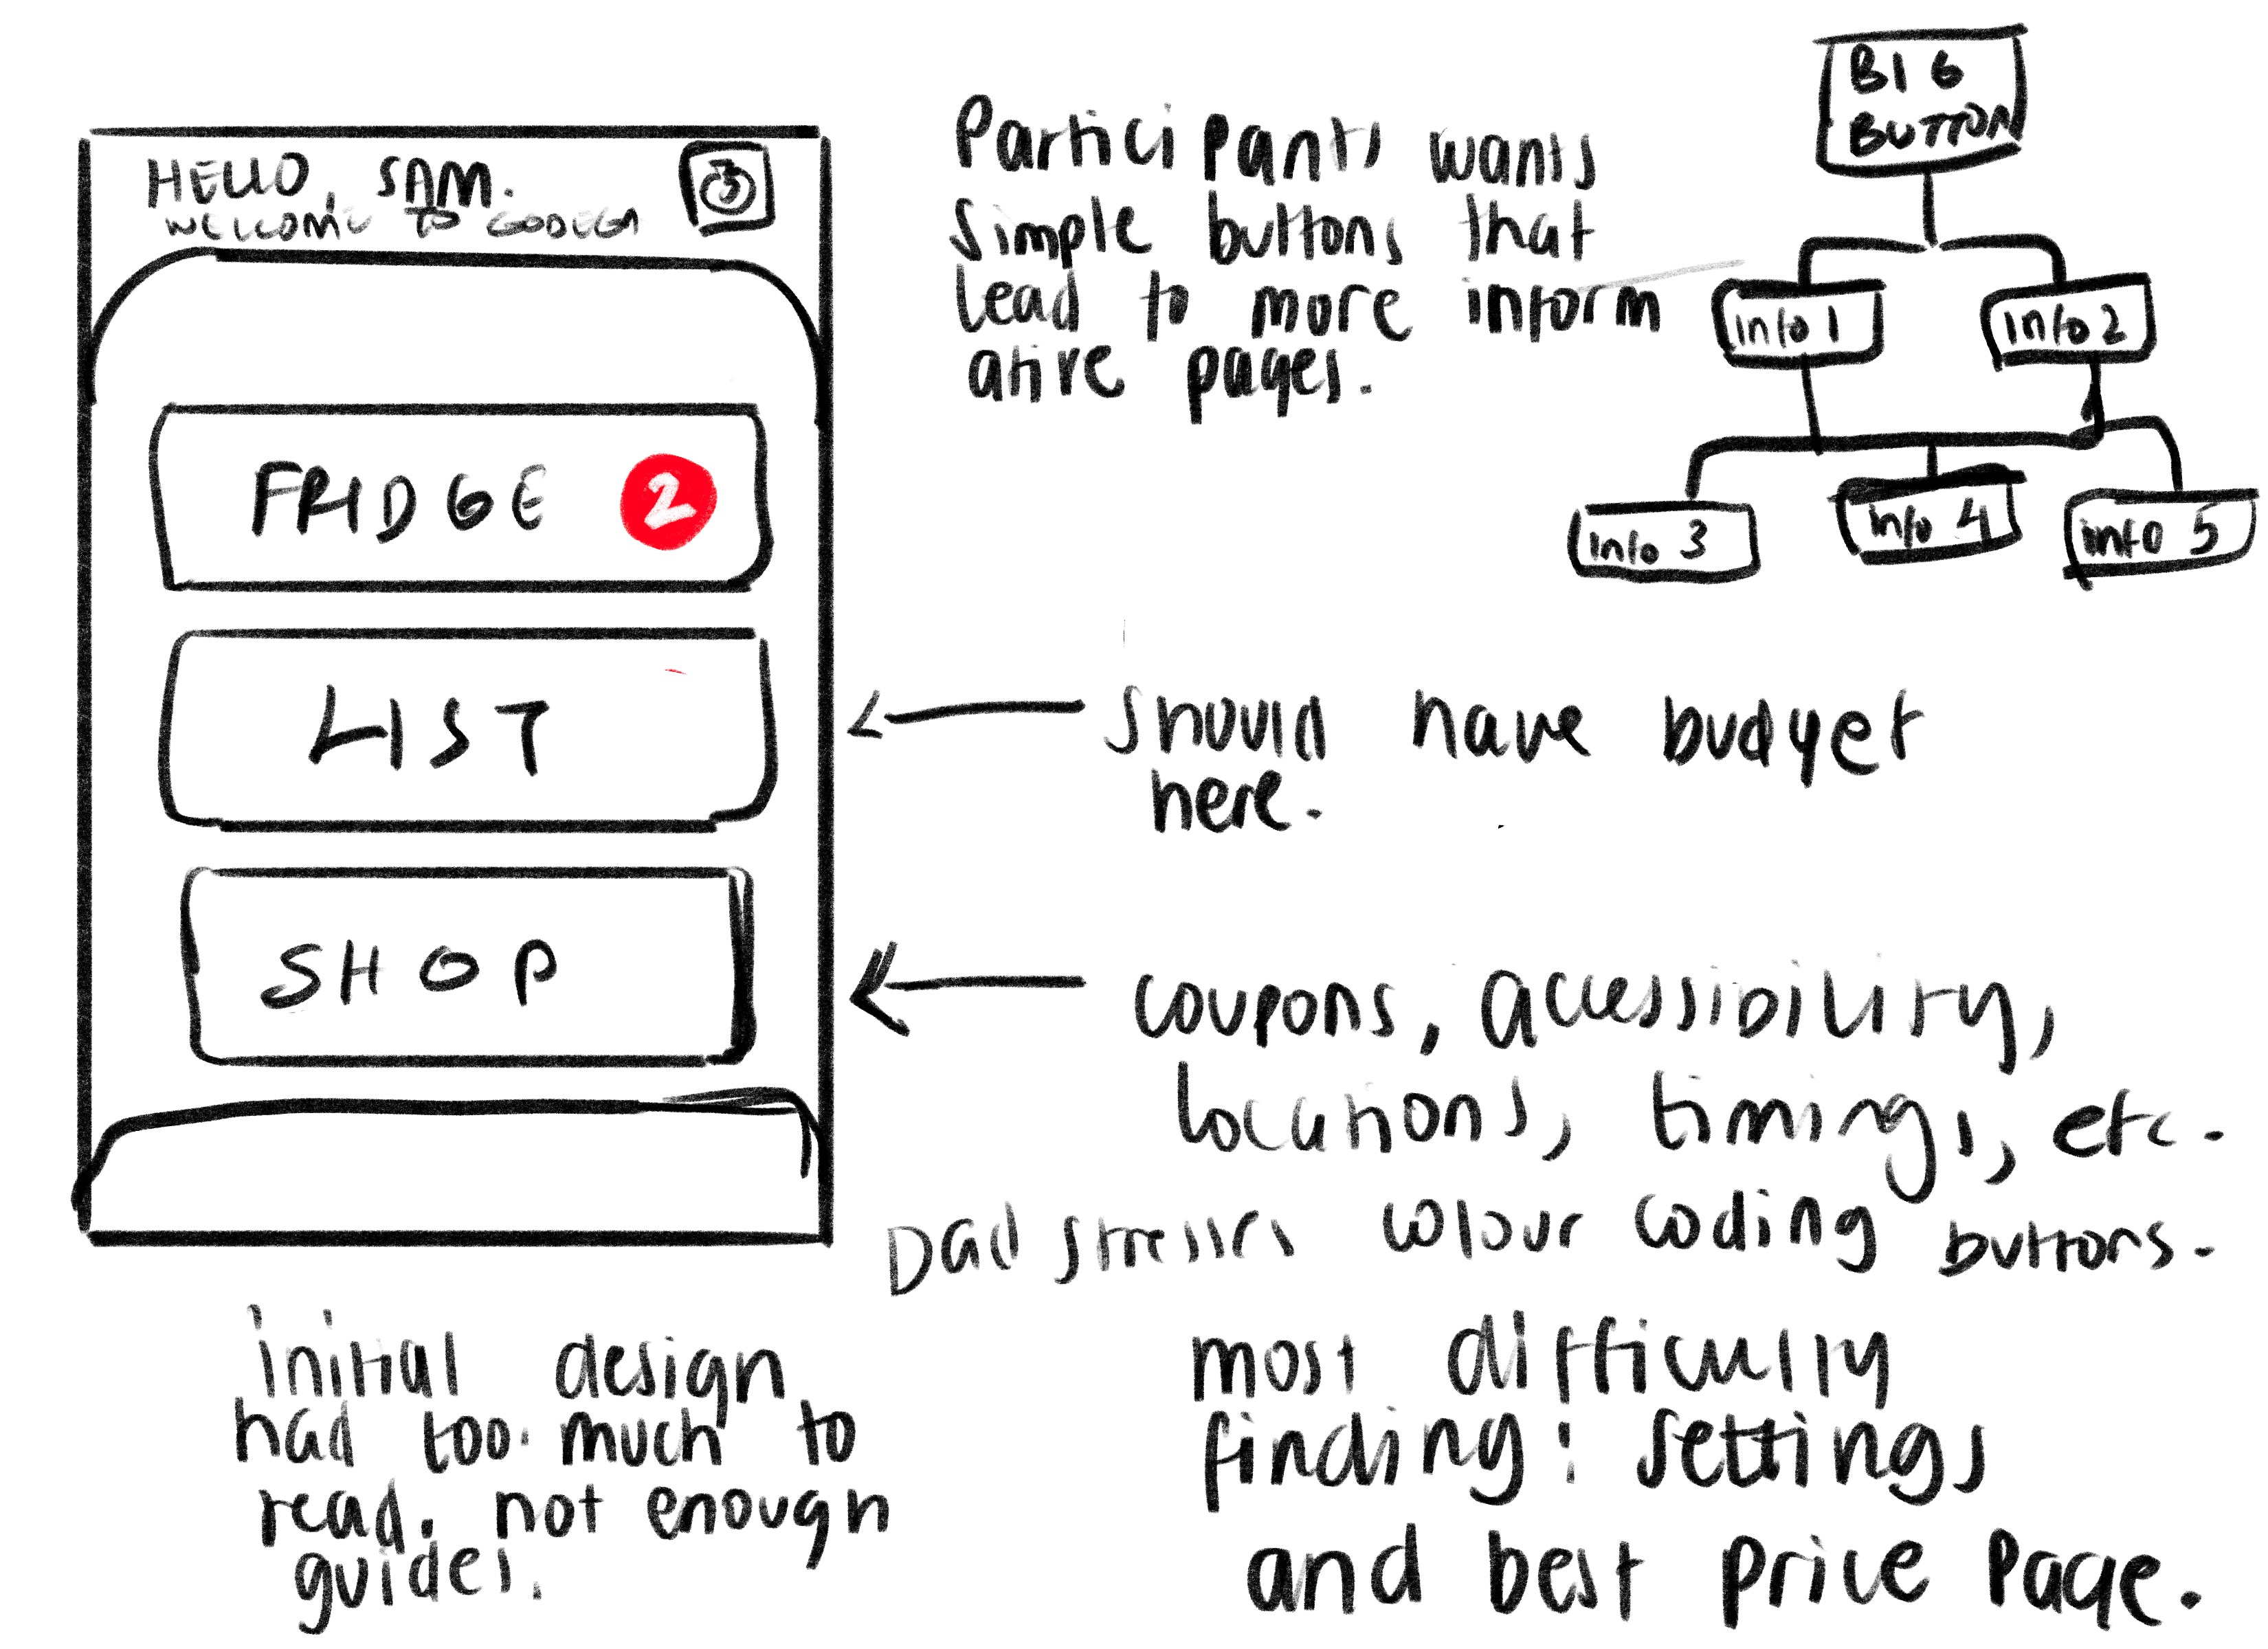 HELLO, SAM.
WELCOME TO GODEGA
FRIDGE 2
LIST
SHOP
initial design
had too much to
read. not enough
guides.
Participants wants
simple buttons that
lead to more inform
ative pages.
BIG
BUTTON
info 1
info 2
info 3
info 4
info 5
should have budget
here.
coupons, accessibility,
locations, timings, etc.
Dad stresses colour coding buttons.
most difficulty
finding: settings
and best price page.